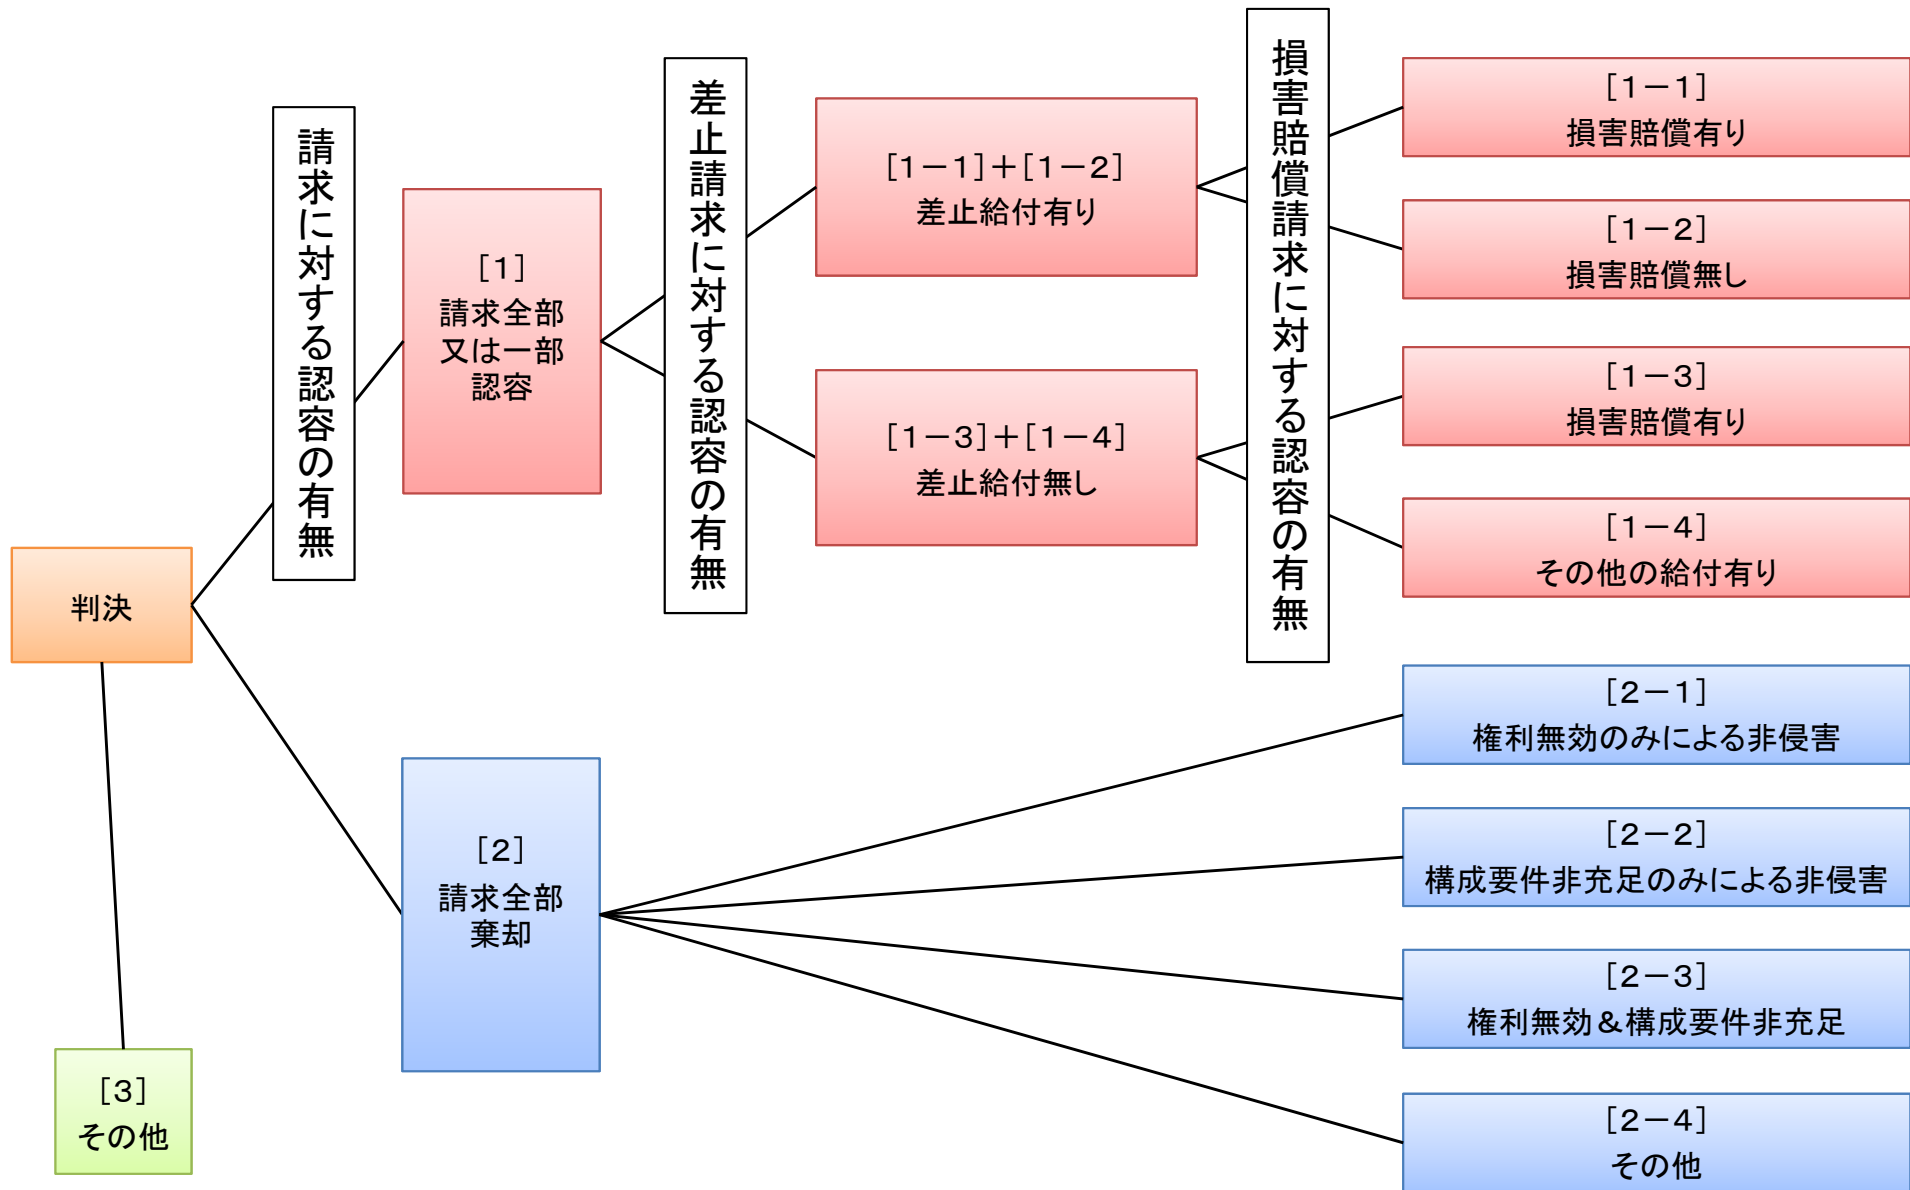 判決
請求に対する認容の有無
[1]
請求全部
又は一部
認容
差止請求に対する認容の有無
[1-1]+[1-2]
差止給付有り
[1-3]+[1-4]
差止給付無し
損害賠償請求に対する認容の有無
[1-1]
損害賠償有り
[1-2]
損害賠償無し
[1-3]
損害賠償有り
[1-4]
その他の給付有り
[2]
請求全部
棄却
[2-1]
権利無効のみによる非侵害
[2-2]
構成要件非充足のみによる非侵害
[2-3]
権利無効&構成要件非充足
[2-4]
その他
[3]
その他